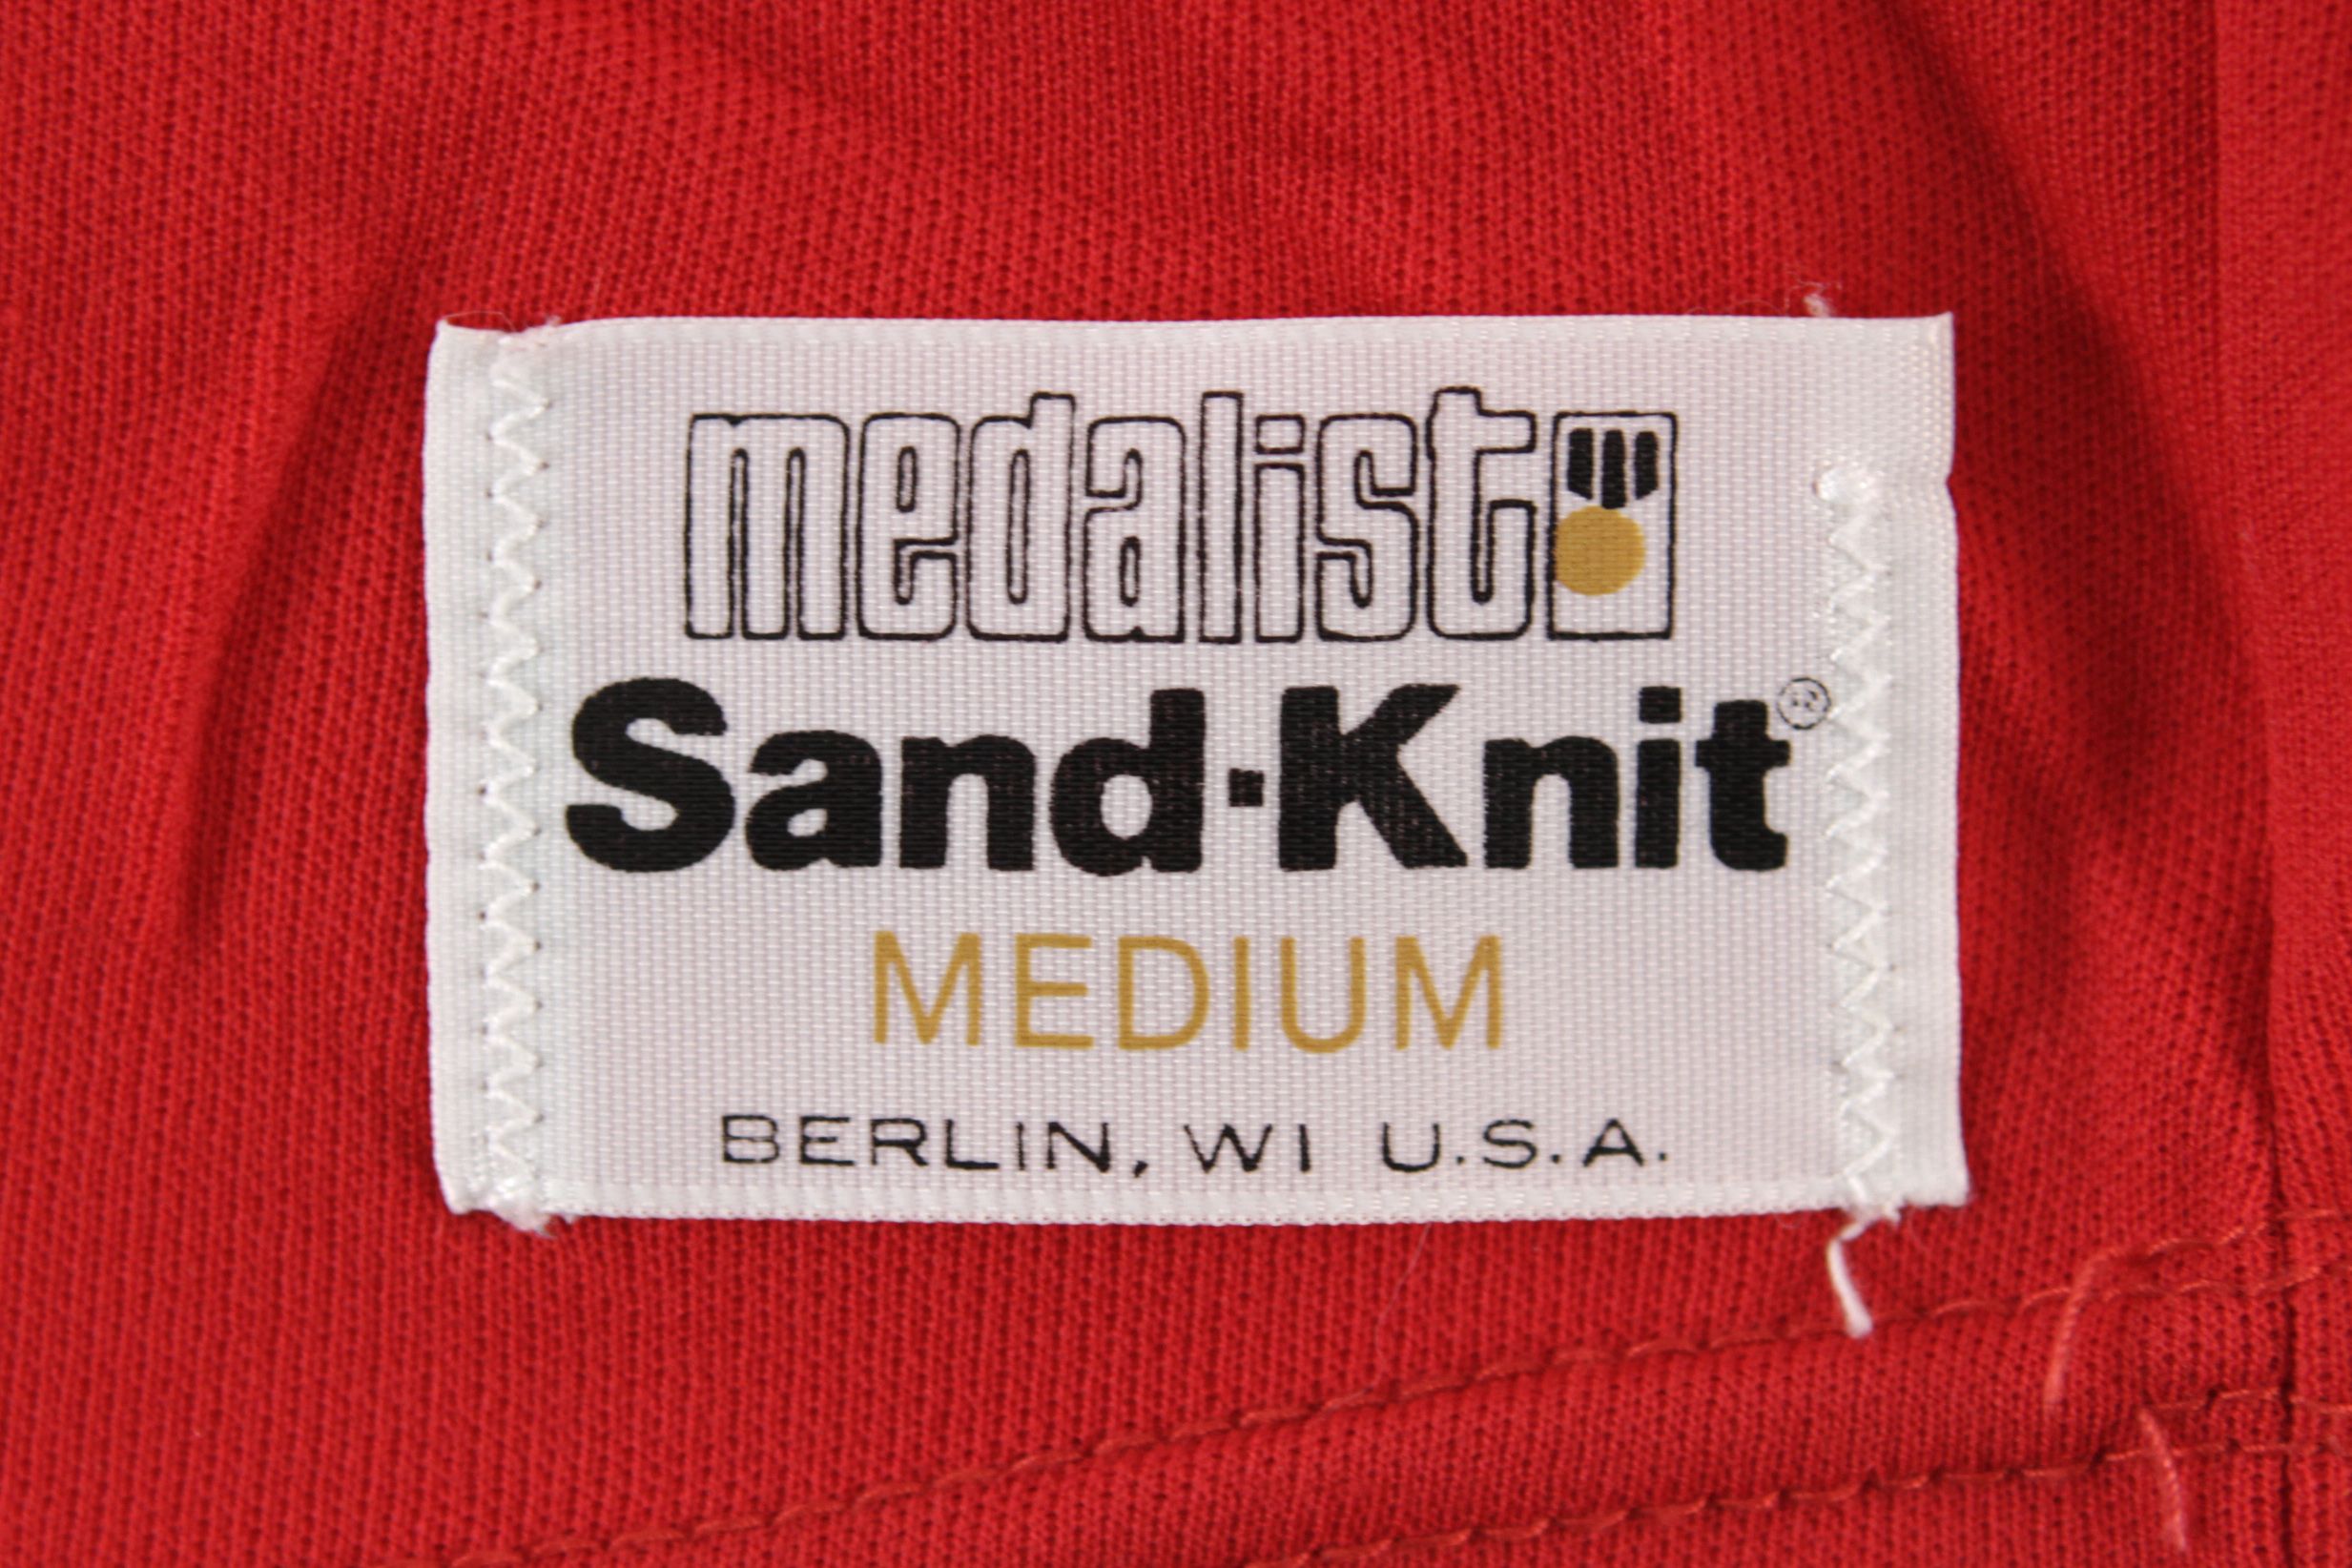 medalist
Sand·Knit®
MEDIUM
BERLIN, WI U.S.A.